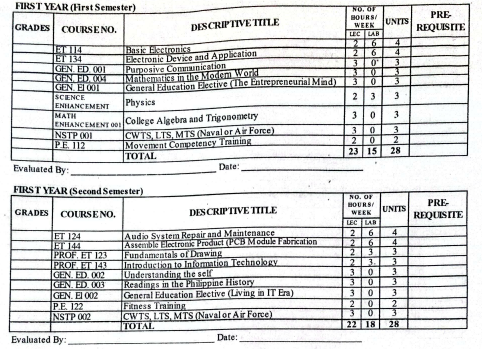 FIRST YEAR (First Semester)
GRADES COURSE NO. DESCRIPTIVE TITLE NO. OF HOURS/ WEEK LEC LAB UNITS PRE-REQUISITE
ET 114 Basic Electronics 2 6 4
ET 134 Electronic Device and Application 2 6 4
GEN. ED. 001 Purposive Communication 3 0 3
GEN. ED. 004 Mathematics in the Modern World 3 0 3
GEN. El 001 General Education Elective (The Entrepreneurial Mind) 3 0 3
SCIENCE ENHANCEMENT Physics 2 3 3
MATH ENHANCEMENT 001 College Algebra and Trigonometry 3 0 3
NSTP 001 CWTS, LTS, MTS (Naval or Air Force) 3 0 3
P.E. 112 Movement Competency Training 2 0 2
TOTAL 23 15 28
Evaluated By: Date:
FIRST YEAR (Second Semester)
GRADES COURSE NO. DESCRIPTIVE TITLE NO. OF HOURS/ WEEK LEC LAB UNITS PRE-REQUISITE
ET 124 Audio System Repair and Maintenance 2 6 4
ET 144 Assemble Electronic Product (PCB Module Fabrication 2 6 4
PROF. ET 123 Fundamentals of Drawing 2 3 3
PROF. ET 143 Introduction to Information Technology 2 3 3
GEN. ED. 002 Understanding the self 3 0 3
GEN. ED. 003 Readings in the Philippine History 3 0 3
GEN. El 002 General Education Elective (Living in IT Era) 3 0 3
P.E. 122 Fitness Training 2 0 2
NSTP 002 CWTS, LTS, MTS (Naval or Air Force) 3 0 3
TOTAL 22 18 28
Evaluated By: Date: